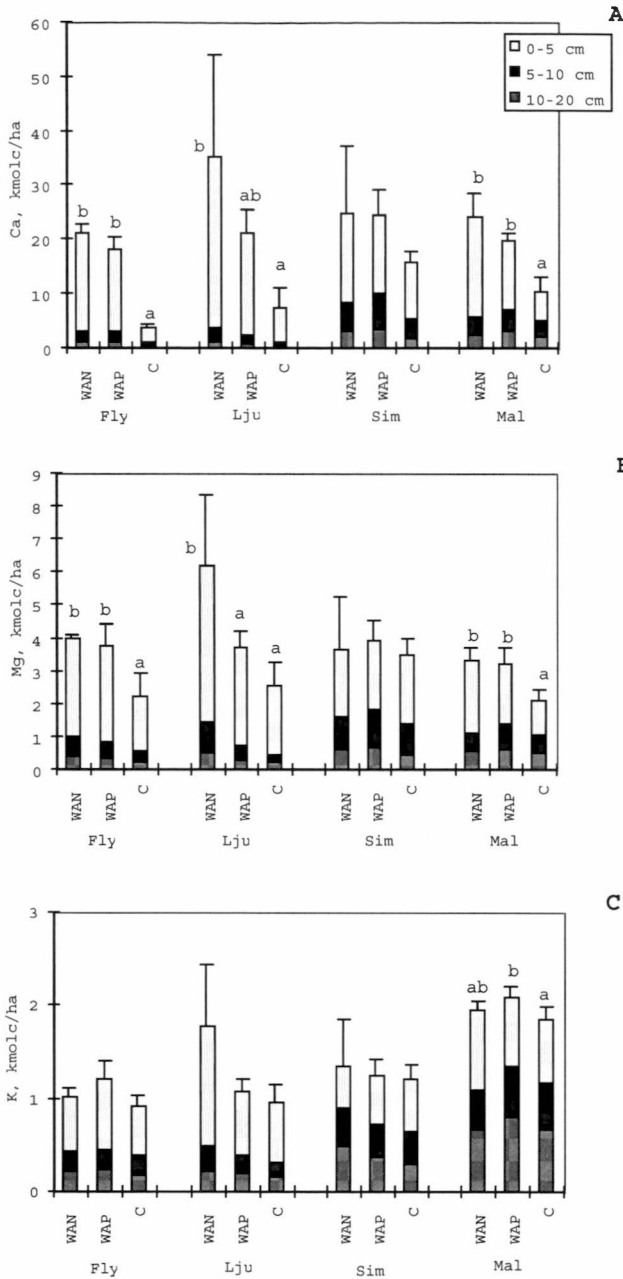 A
60
50
40
30
20
10
0
Ca, kmolc/ha
0-5 cm
5-10 cm
10-20 cm
b b a
b ab a
b b a
WAN WAP C WAN WAP C WAN WAP C WAN WAP C
Fly Lju Sim Mal
9
8
7
6
5
4
3
2
1
0
Mg, kmolc/ha
b b a
b a a
b b a
WAN WAP C WAN WAP C WAN WAP C WAN WAP C
Fly Lju Sim Mal
C
3
2
1
0
K, kmolc/ha
ab b a
WAN WAP C WAN WAP C WAN WAP C WAN WAP C
Fly Lju Sim Mal